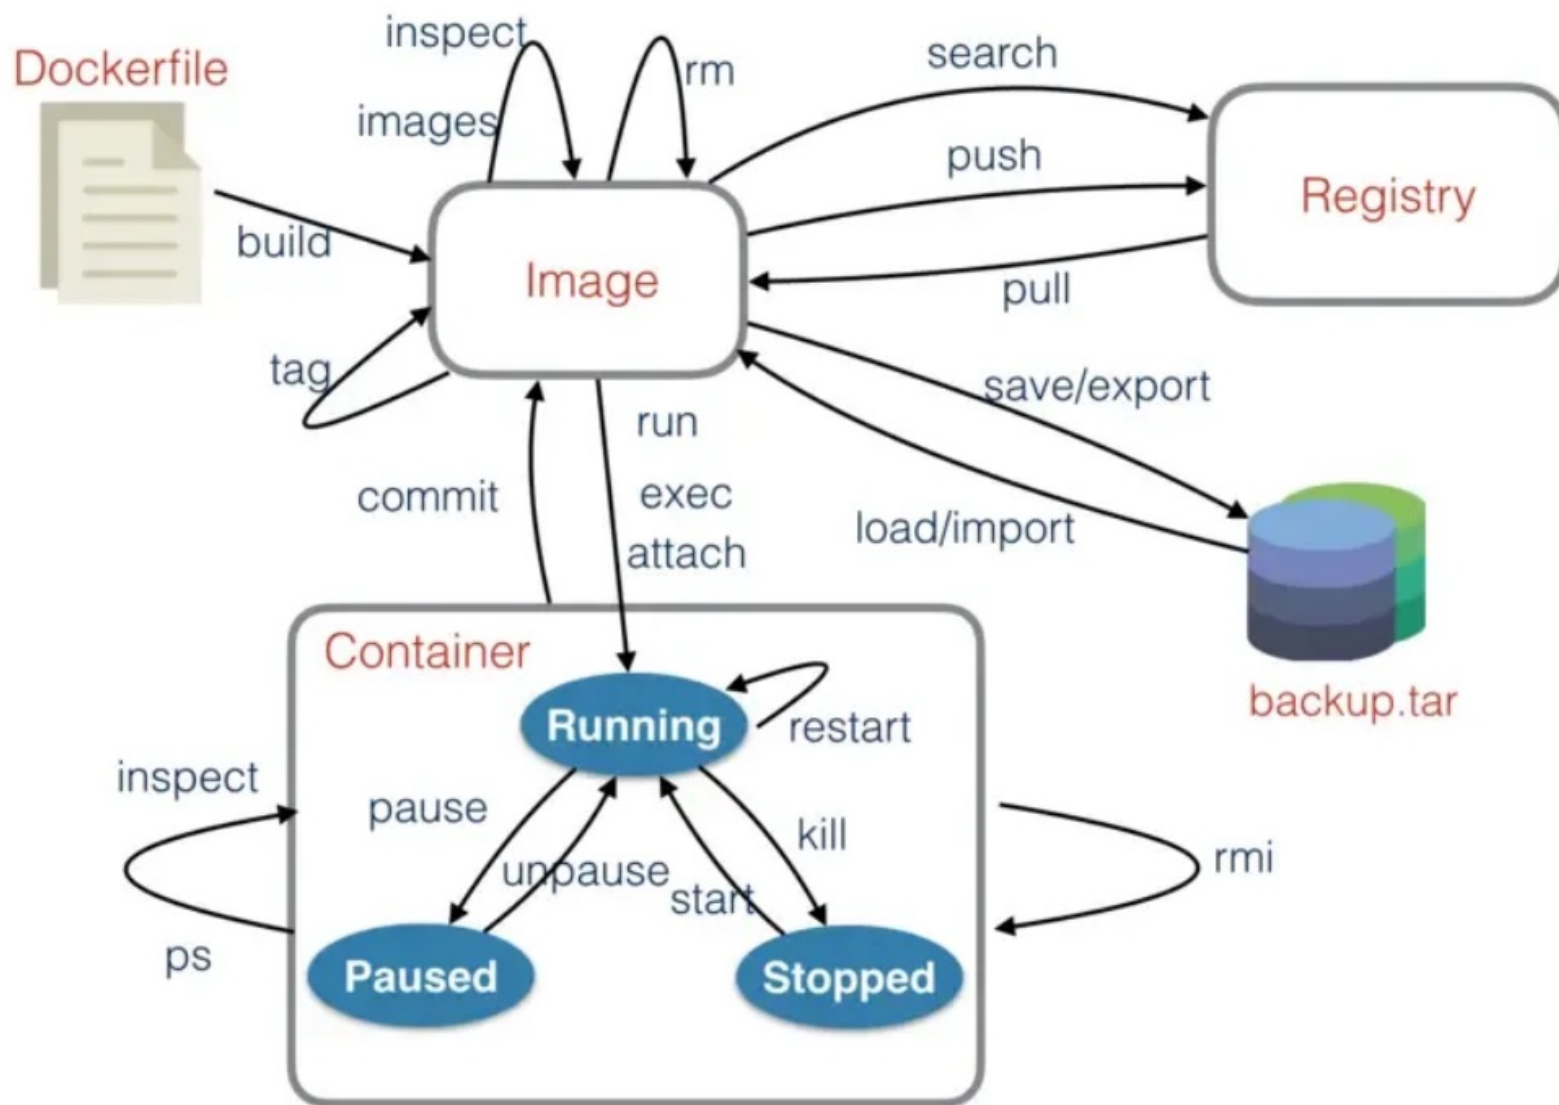 inspect
rm
search
Dockerfile
images
push
Registry
build
Image
pull
tag
save/export
run
commit
exec
load/import
attach
Container
backup.tar
Running
restart
inspect
pause
kill
unpause
start
rmi
ps
Paused
Stopped